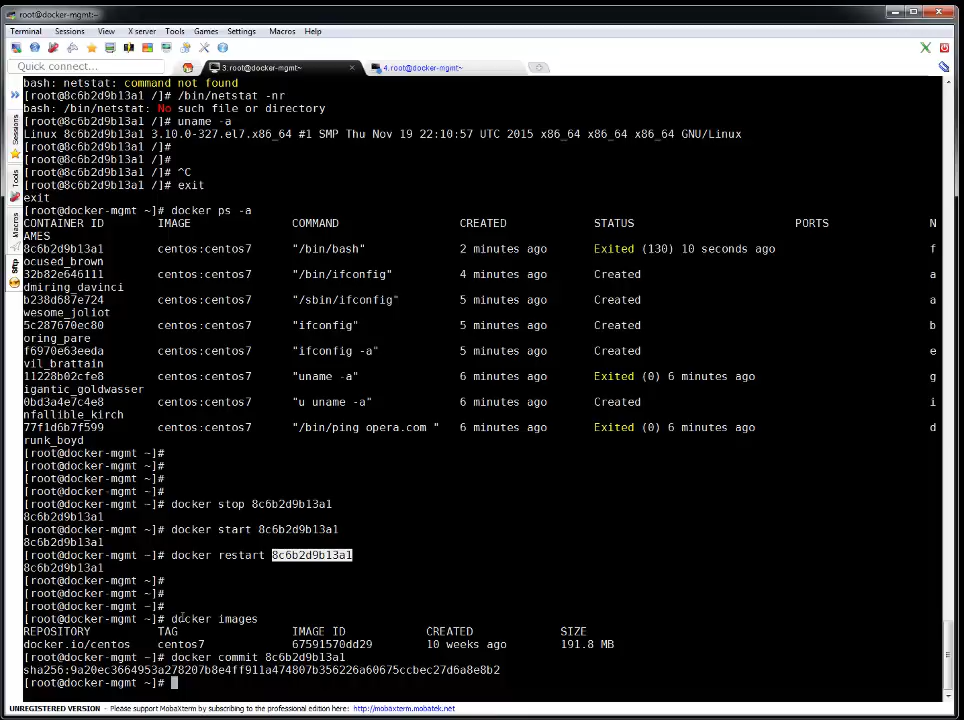 root@docker-mgmt:~
Terminal Sessions View X server Tools Games Settings Macros Help
Quick connect...
3.root@docker-mgmt~
4.root@docker-mgmt~
Sessions
Tools
Macros
Sftp
bash: netstat: command not found
[root@8c6b2d9b13a1 /]# /bin/netstat -nr
bash: /bin/netstat: No such file or directory
[root@8c6b2d9b13a1 /]# uname -a
Linux 8c6b2d9b13a1 3.10.0-327.el7.x86_64 #1 SMP Thu Nov 19 22:10:57 UTC 2015 x86_64 x86_64 x86_64 GNU/Linux
[root@8c6b2d9b13a1 /]#
[root@8c6b2d9b13a1 /]#
[root@8c6b2d9b13a1 /]# ^C
[root@8c6b2d9b13a1 /]# exit
exit
[root@docker-mgmt ~]# docker ps -a
CONTAINER ID IMAGE COMMAND CREATED STATUS PORTS N
AMES
8c6b2d9b13a1 centos:centos7 "/bin/bash" 2 minutes ago Exited (130) 10 seconds ago f
ocused_brown
32b82e646111 centos:centos7 "/bin/ifconfig" 4 minutes ago Created a
dmiring_davinci
b238d687e724 centos:centos7 "/sbin/ifconfig" 5 minutes ago Created a
wesome_joliot
5c287670ec80 centos:centos7 "ifconfig" 5 minutes ago Created b
oring_pare
f6970e63eeda centos:centos7 "ifconfig -a" 5 minutes ago Created e
vil_brattain
11228b02cfe8 centos:centos7 "uname -a" 6 minutes ago Exited (0) 6 minutes ago g
igantic_goldwasser
0bd3a4e7c4e8 centos:centos7 "u uname -a" 6 minutes ago Created i
nfallible_kirch
77f1d6b7f599 centos:centos7 "/bin/ping opera.com " 6 minutes ago Exited (0) 6 minutes ago d
runk_boyd
[root@docker-mgmt ~]#
[root@docker-mgmt ~]#
[root@docker-mgmt ~]#
[root@docker-mgmt ~]#
[root@docker-mgmt ~]# docker stop 8c6b2d9b13a1
8c6b2d9b13a1
[root@docker-mgmt ~]# docker start 8c6b2d9b13a1
8c6b2d9b13a1
[root@docker-mgmt ~]# docker restart 8c6b2d9b13a1
8c6b2d9b13a1
[root@docker-mgmt ~]#
[root@docker-mgmt ~]#
[root@docker-mgmt ~]#
[root@docker-mgmt ~]# docker images
REPOSITORY TAG IMAGE ID CREATED SIZE
docker.io/centos centos7 67591570dd29 10 weeks ago 191.8 MB
[root@docker-mgmt ~]# docker commit 8c6b2d9b13a1
sha256:9a20ec3664953a278207b8e4ff911a474807b356226a60675ccbec27d6a8e8b2
[root@docker-mgmt ~]#
UNREGISTERED VERSION - Please support MobaXterm by subscribing to the professional edition here: http://mobaxterm.mobatek.net